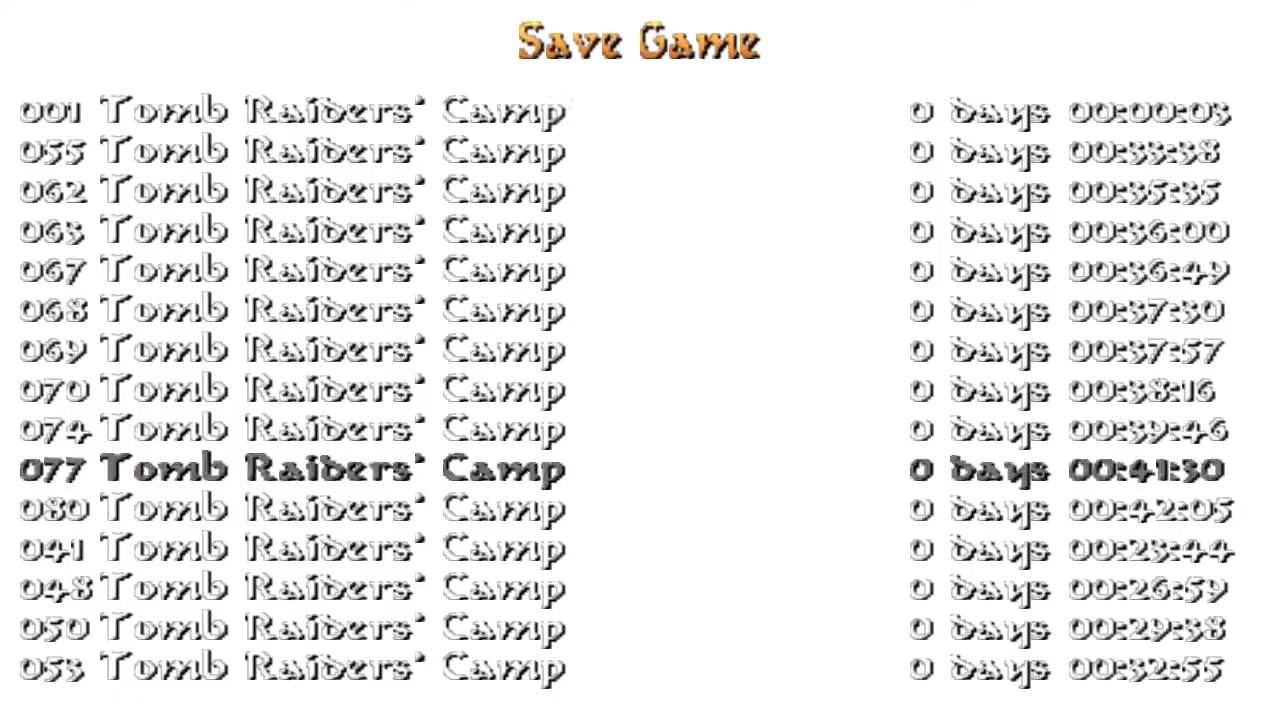 Save Game
001 Tomb Raiders' Camp 0 days 00:00:03
055 Tomb Raiders' Camp 0 days 00:33:38
062 Tomb Raiders' Camp 0 days 00:35:35
063 Tomb Raiders' Camp 0 days 00:36:00
067 Tomb Raiders' Camp 0 days 00:36:49
068 Tomb Raiders' Camp 0 days 00:37:30
069 Tomb Raiders' Camp 0 days 00:37:57
070 Tomb Raiders' Camp 0 days 00:38:16
074 Tomb Raiders' Camp 0 days 00:39:46
077 Tomb Raiders' Camp 0 days 00:41:30
080 Tomb Raiders' Camp 0 days 00:42:05
041 Tomb Raiders' Camp 0 days 00:23:44
048 Tomb Raiders' Camp 0 days 00:26:59
050 Tomb Raiders' Camp 0 days 00:29:38
053 Tomb Raiders' Camp 0 days 00:32:55